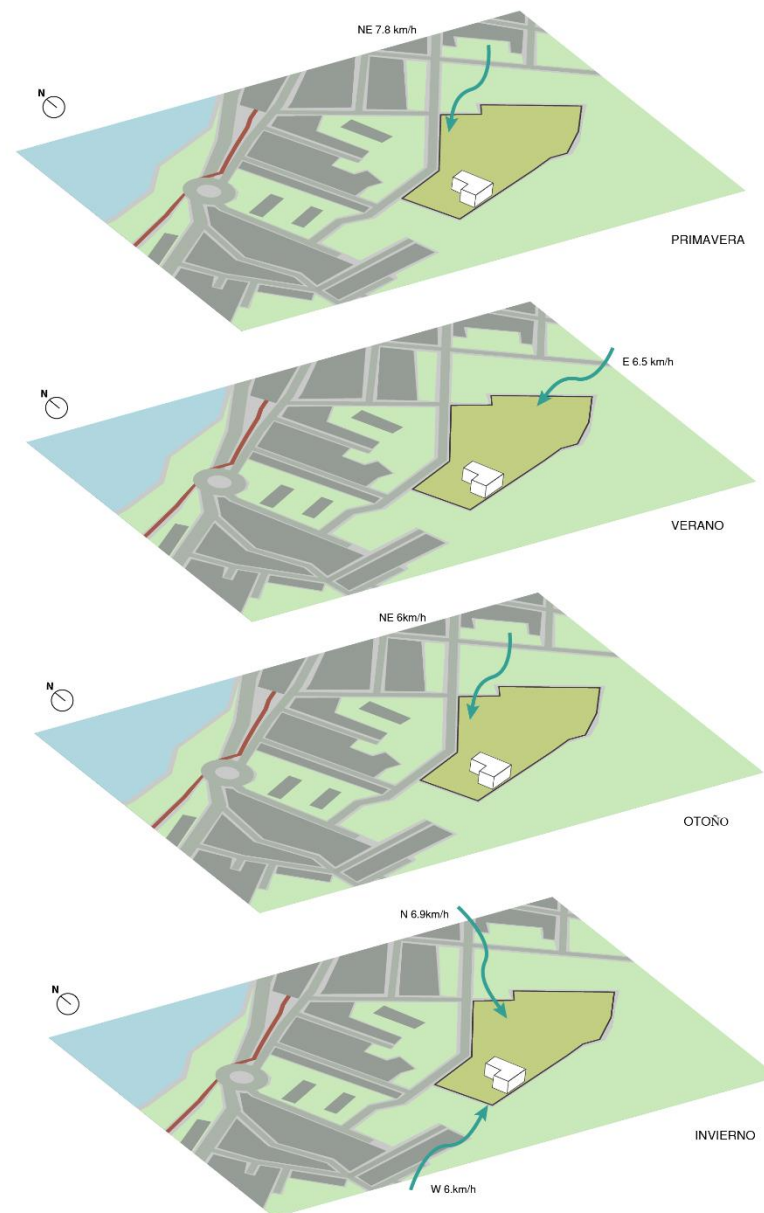 NE 7.8 km/h
N
PRIMAVERA
E 6.5 km/h
N
VERANO
NE 6km/h
N
OTOÑO
N 6.9km/h
N
INVIERNO
W 6.km/h